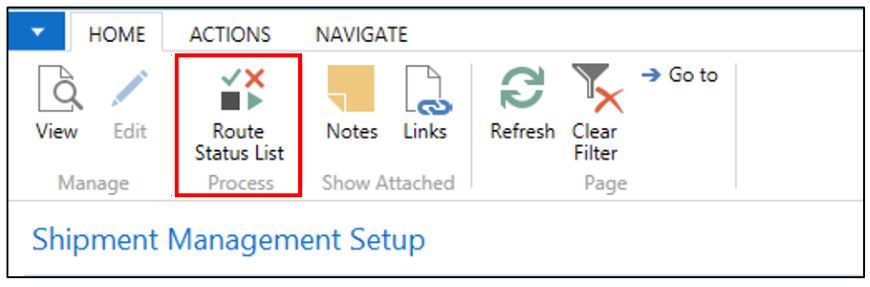 HOME ACTIONS NAVIGATE
View Edit
Manage
Route
Status List
Process
Notes Links
Show Attached
Refresh Clear
Filter
Go to
Page
Shipment Management Setup